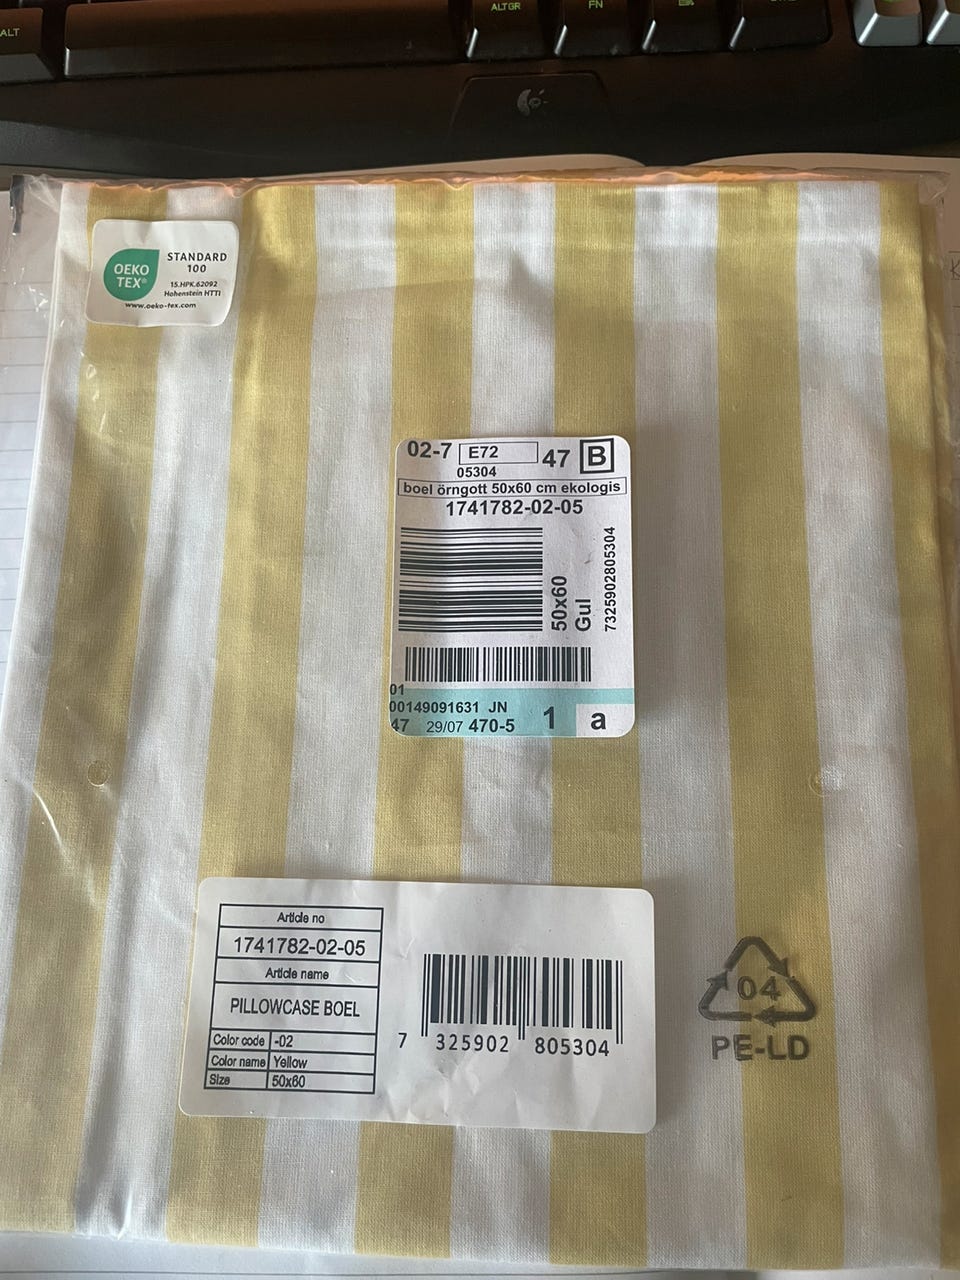 ALT
ALTGR
FN
OEKO
TEX®
STANDARD
100
15.HPK.62092
Hohenstein HTTI
www.oeko-tex.com
02-7 E72 47 B
05304
boel örngott 50x60 cm ekologis
1741782-02-05
50x60
Gul
7325902805304
01
00149091631 JN
47 29/07 470-5 1 a
Article no
1741782-02-05
Article name
PILLOWCASE BOEL
Color code -02
Color name Yellow
Size 50x60
7 325902 805304
04
PE-LD